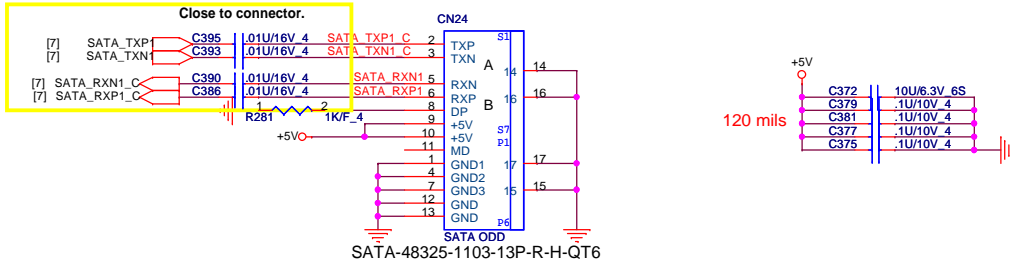 Close to connector.
CN24
[7] SATA_TXP1 C395 .01U/16V_4 SATA_TXP1_C 2 TXP S1
[7] SATA_TXN1 C393 .01U/16V_4 SATA_TXN1_C 3 TXN
A 14 14
[7] SATA_RXN1_C C390 .01U/16V_4 SATA_RXN1 5 RXN
[7] SATA_RXP1_C C386 .01U/16V_4 SATA_RXP1 6 RXP B 16 16
R281 1 2 1K/F_4 8 DP
9 +5V
+5V 10 +5V S7
11 MD P1
1 GND1 17 17
4 GND2
7 GND3 15 15
12 GND
13 GND P6
SATA ODD
SATA-48325-1103-13P-R-H-QT6
+5V
120 mils
C372 10U/6.3V_6S
C379 .1U/10V_4
C381 .1U/10V_4
C377 .1U/10V_4
C375 .1U/10V_4